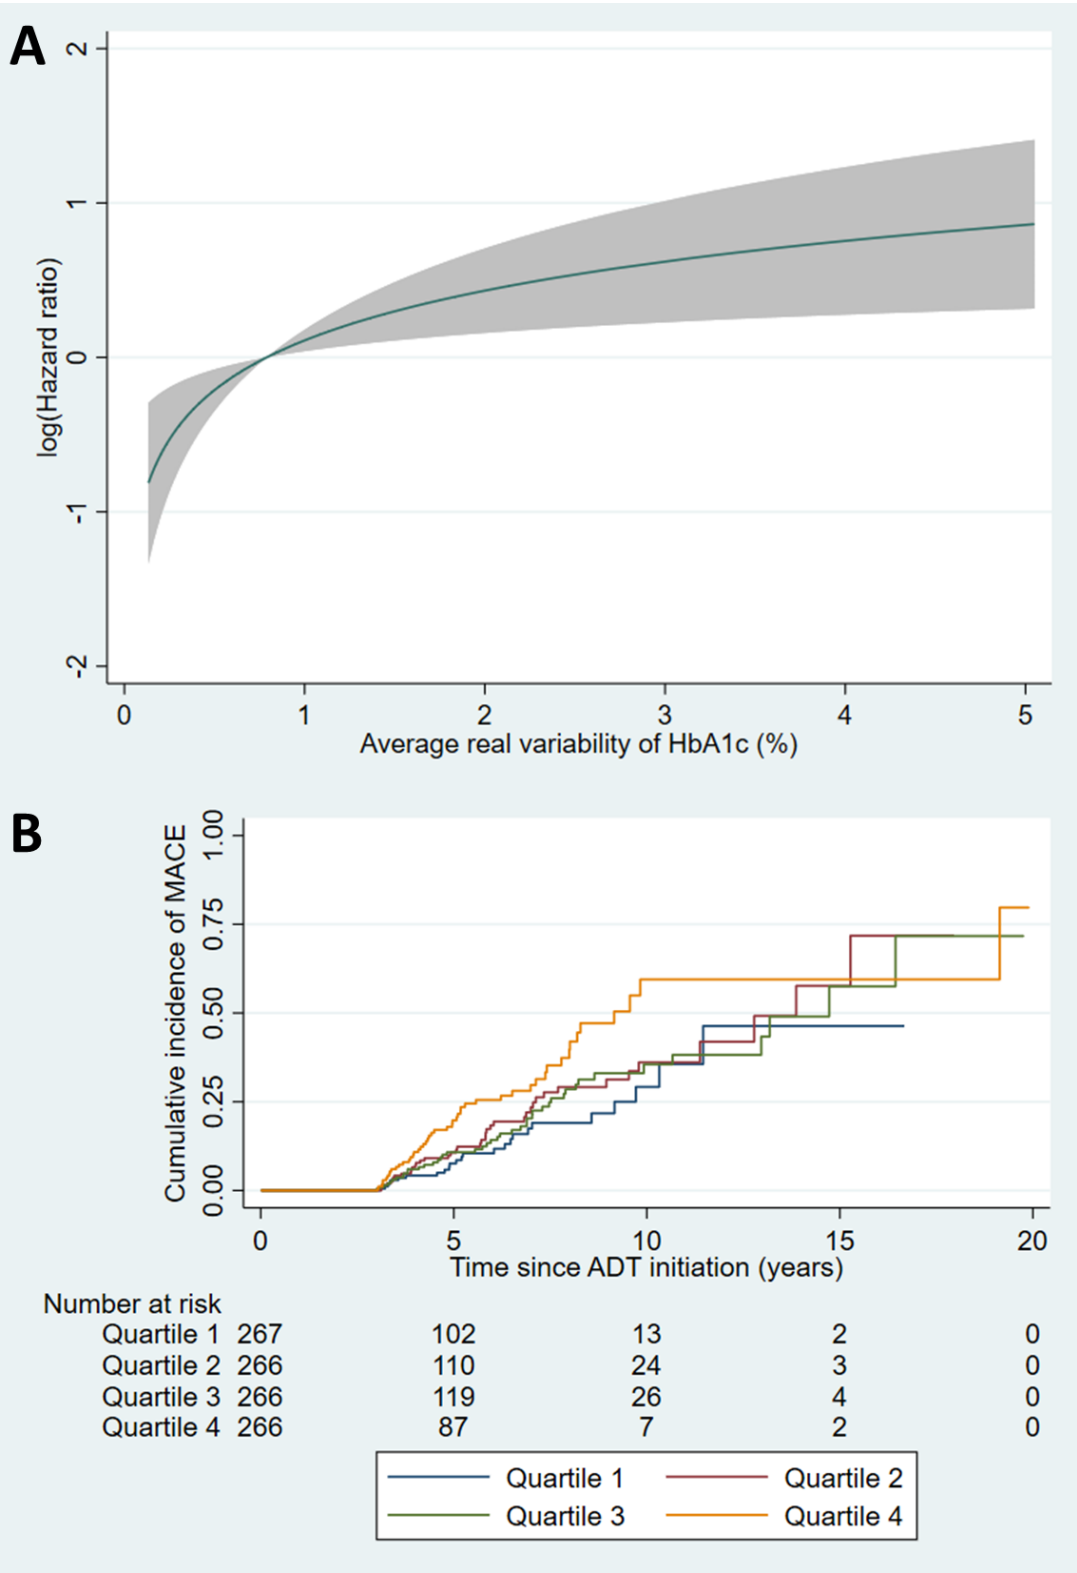 A
2
1
0
-1
-2
log(Hazard ratio)
0 1 2 3 4 5
Average real variability of HbA1c (%)
B
1.00
0.75
0.50
0.25
0.00
Cumulative incidence of MACE
0 5 10 15 20
Time since ADT initiation (years)
Number at risk
Quartile 1 267 102 13 2 0
Quartile 2 266 110 24 3 0
Quartile 3 266 119 26 4 0
Quartile 4 266 87 7 2 0
Quartile 1 Quartile 2
Quartile 3 Quartile 4